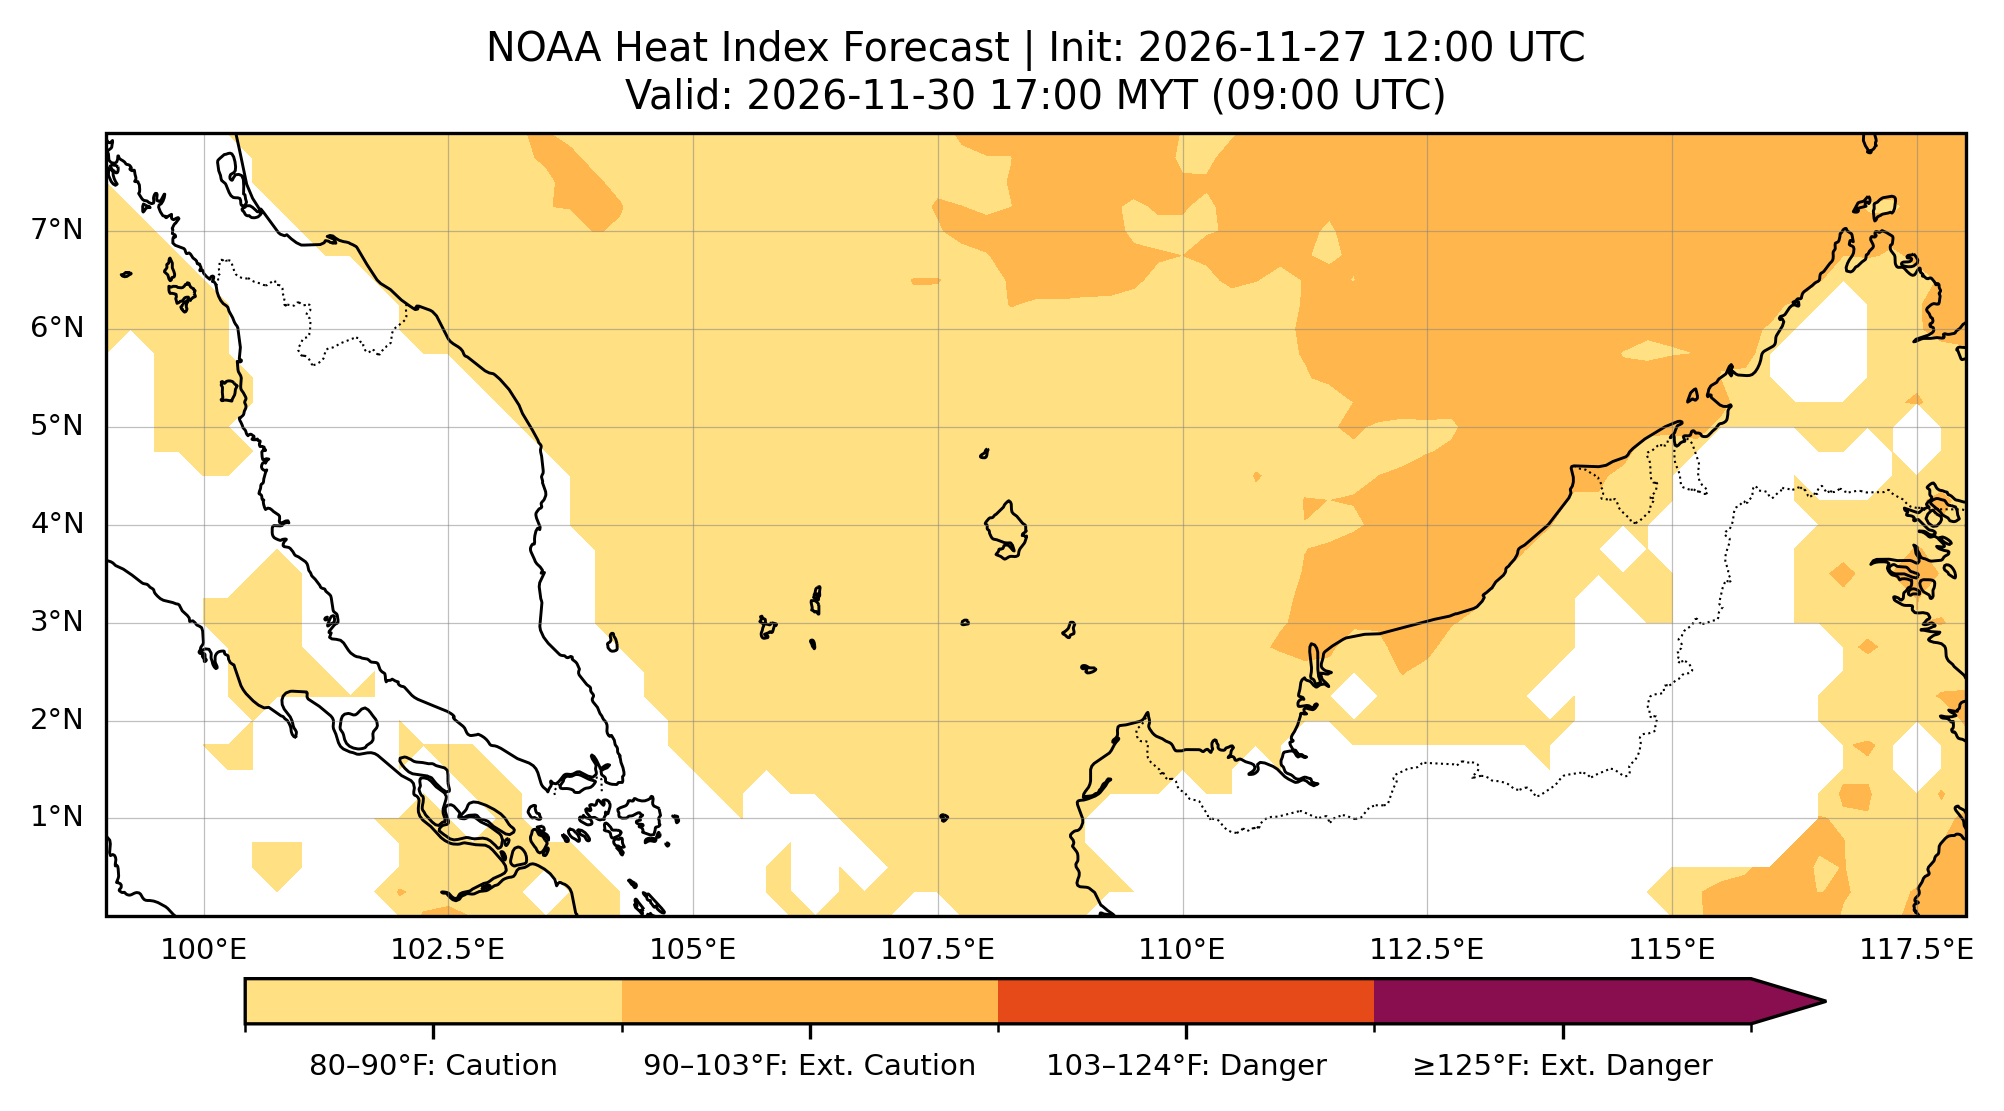 NOAA Heat Index Forecast | Init: 2026-11-27 12:00 UTC
Valid: 2026-11-30 17:00 MYT (09:00 UTC)
7°N
6°N
5°N
4°N
3°N
2°N
1°N
100°E 102.5°E 105°E 107.5°E 110°E 112.5°E 115°E 117.5°E
80–90°F: Caution 90–103°F: Ext. Caution 103–124°F: Danger ≥125°F: Ext. Danger